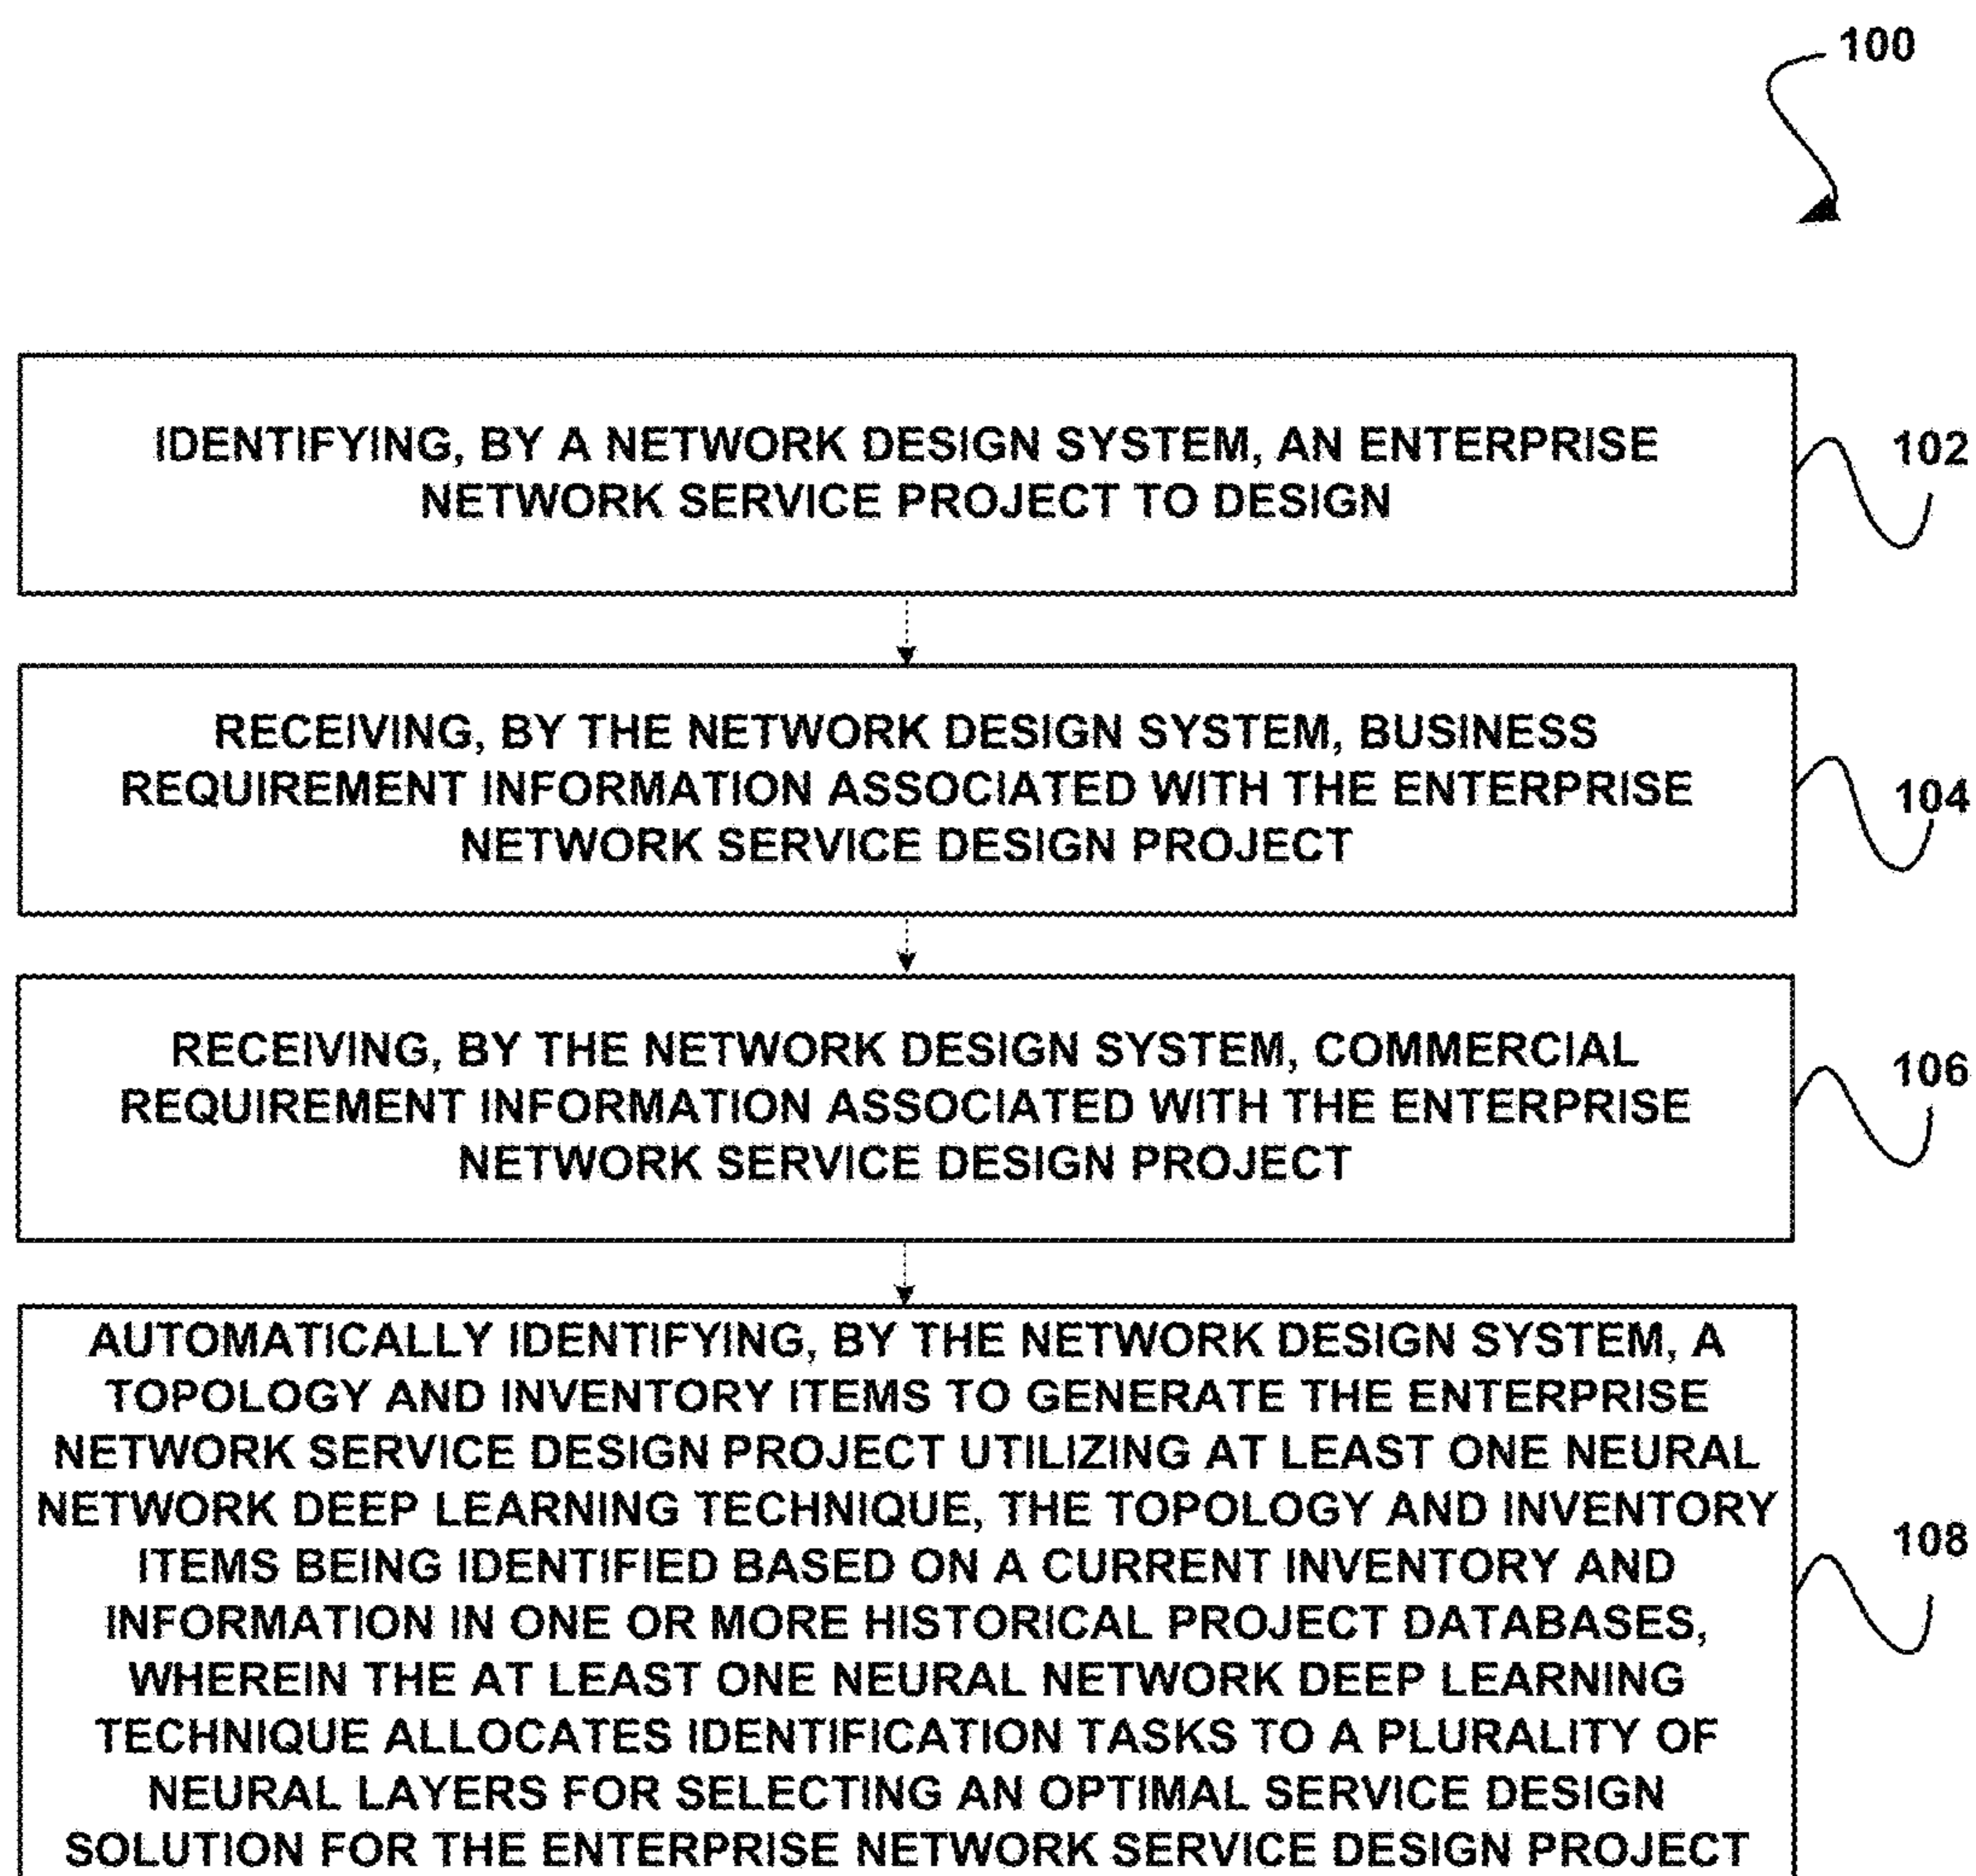 100
IDENTIFYING, BY A NETWORK DESIGN SYSTEM, AN ENTERPRISE
NETWORK SERVICE PROJECT TO DESIGN
102
RECEIVING, BY THE NETWORK DESIGN SYSTEM, BUSINESS
REQUIREMENT INFORMATION ASSOCIATED WITH THE ENTERPRISE
NETWORK SERVICE DESIGN PROJECT
104
RECEIVING, BY THE NETWORK DESIGN SYSTEM, COMMERCIAL
REQUIREMENT INFORMATION ASSOCIATED WITH THE ENTERPRISE
NETWORK SERVICE DESIGN PROJECT
106
AUTOMATICALLY IDENTIFYING, BY THE NETWORK DESIGN SYSTEM, A
TOPOLOGY AND INVENTORY ITEMS TO GENERATE THE ENTERPRISE
NETWORK SERVICE DESIGN PROJECT UTILIZING AT LEAST ONE NEURAL
NETWORK DEEP LEARNING TECHNIQUE, THE TOPOLOGY AND INVENTORY
ITEMS BEING IDENTIFIED BASED ON A CURRENT INVENTORY AND
INFORMATION IN ONE OR MORE HISTORICAL PROJECT DATABASES,
WHEREIN THE AT LEAST ONE NEURAL NETWORK DEEP LEARNING
TECHNIQUE ALLOCATES IDENTIFICATION TASKS TO A PLURALITY OF
NEURAL LAYERS FOR SELECTING AN OPTIMAL SERVICE DESIGN
SOLUTION FOR THE ENTERPRISE NETWORK SERVICE DESIGN PROJECT
108